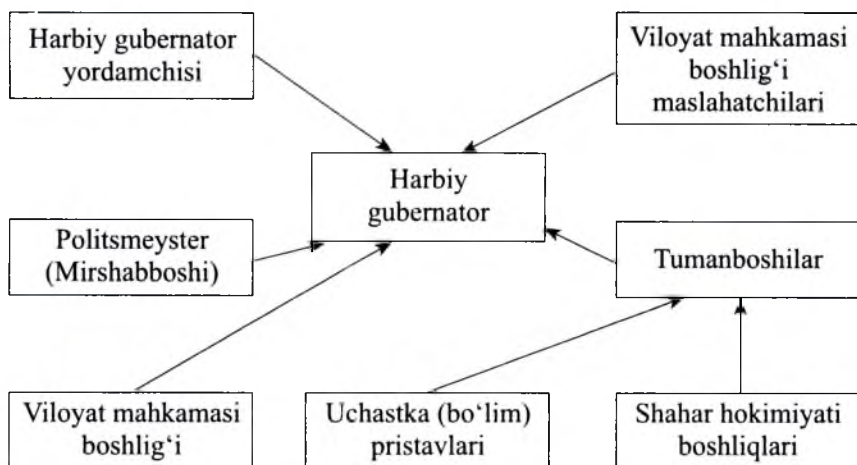 Harbiy gubernator
yordamchisi
Viloyat mahkamasi
boshlig‘i
maslahatchilari
Harbiy
gubernator
Politsmeyster
(Mirshabboshi)
Tumanboshilar
Viloyat mahkamasi
boshlig‘i
Uchastka (bo‘lim)
pristavlari
Shahar hokimiyati
boshliqlari